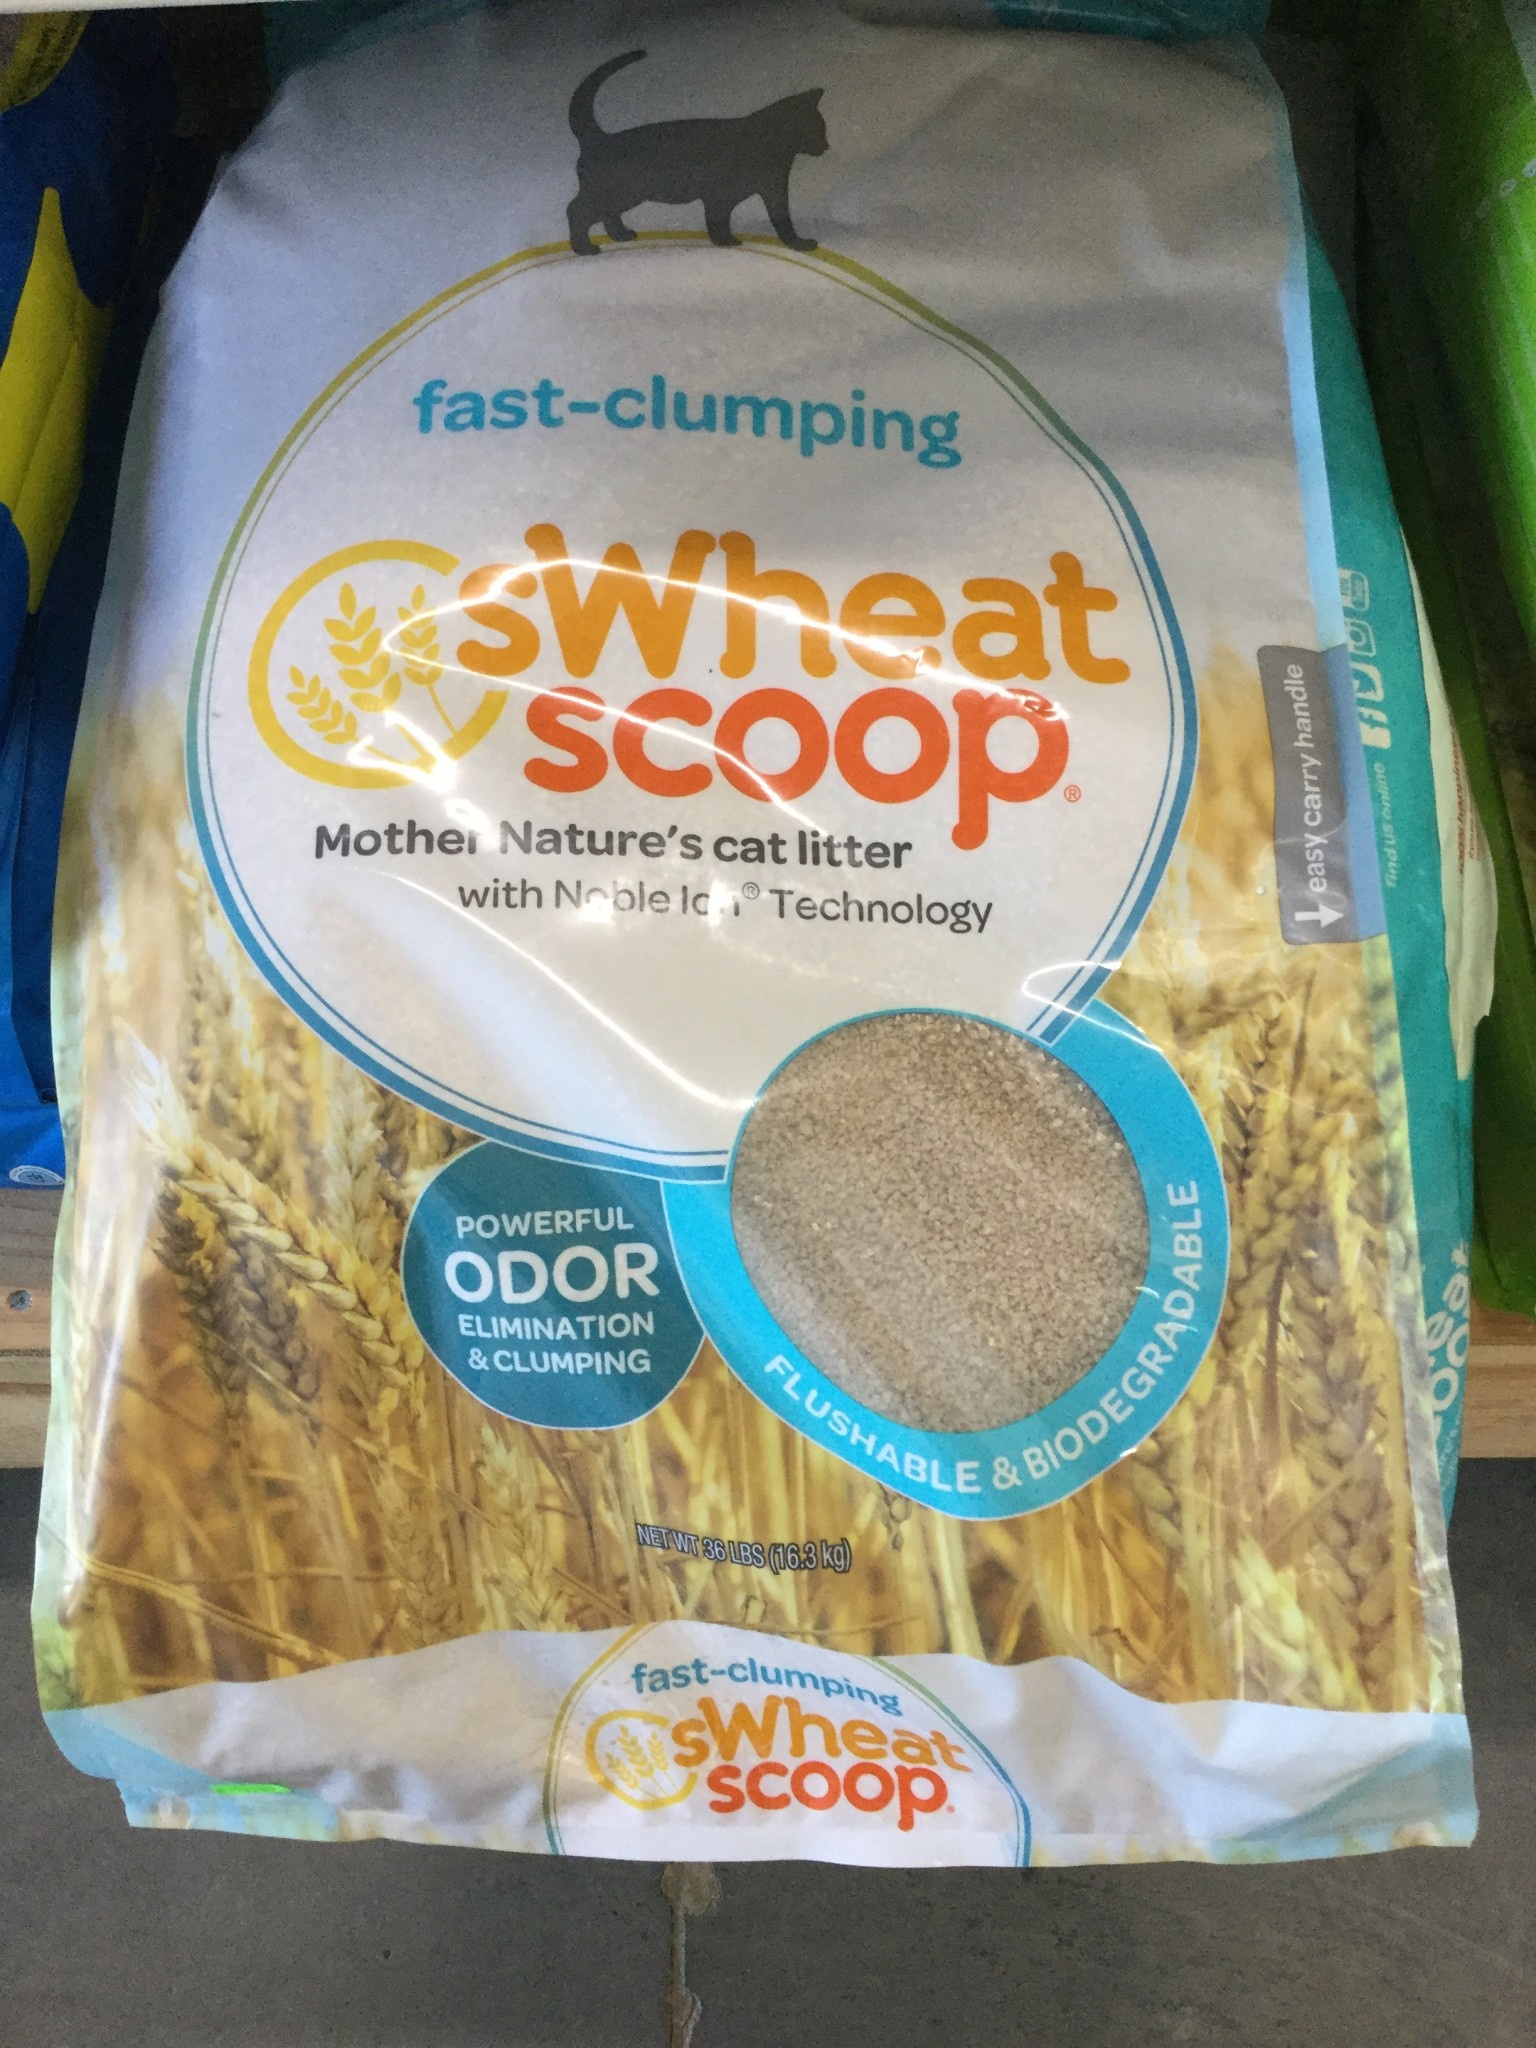 fast-clumping
sWheat
scoop®
Mother Nature's cat litter
with Noble Ion® Technology
easy carry handle
find us online
POWERFUL
ODOR
ELIMINATION
& CLUMPING
FLUSHABLE & BIODEGRADABLE
NET WT 36 LBS (16.3 kg)
fast-clumping
sWheat
scoop.